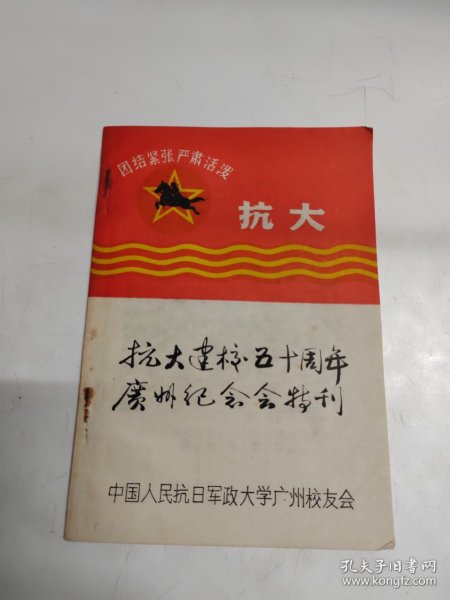 团结紧张严肃活泼
抗大
抗大建校五十周年
廣州纪念会特刊
中国人民抗日军政大学广州校友会
孔夫子旧书网
www.kongfz.com